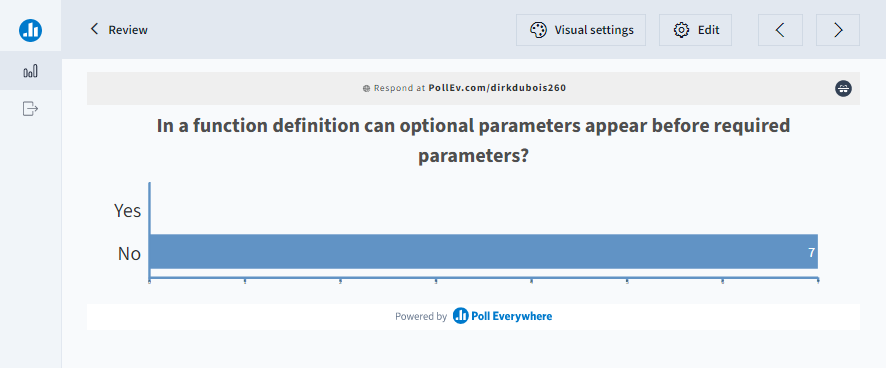 Review
Visual settings
Edit
Respond at PollEv.com/dirkdubois260
In a function definition can optional parameters appear before required
parameters?
Yes
No
7
Powered by Poll Everywhere